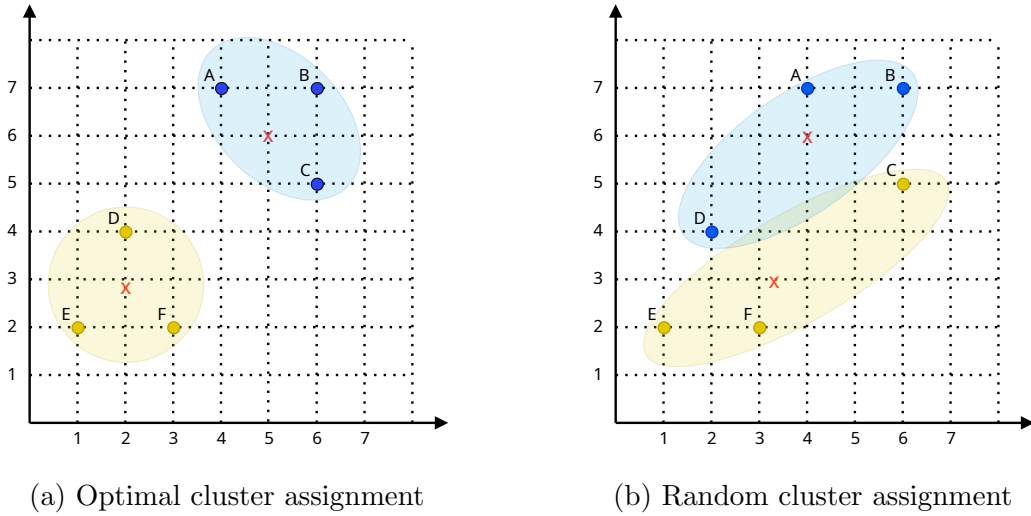 A
B
7
X
6
C
5
D
4
3
X
E
F
2
1
1 2 3 4 5 6 7
(a) Optimal cluster assignment
A
B
7
X
6
C
5
D
4
3
X
E
F
2
1
1 2 3 4 5 6 7
(b) Random cluster assignment